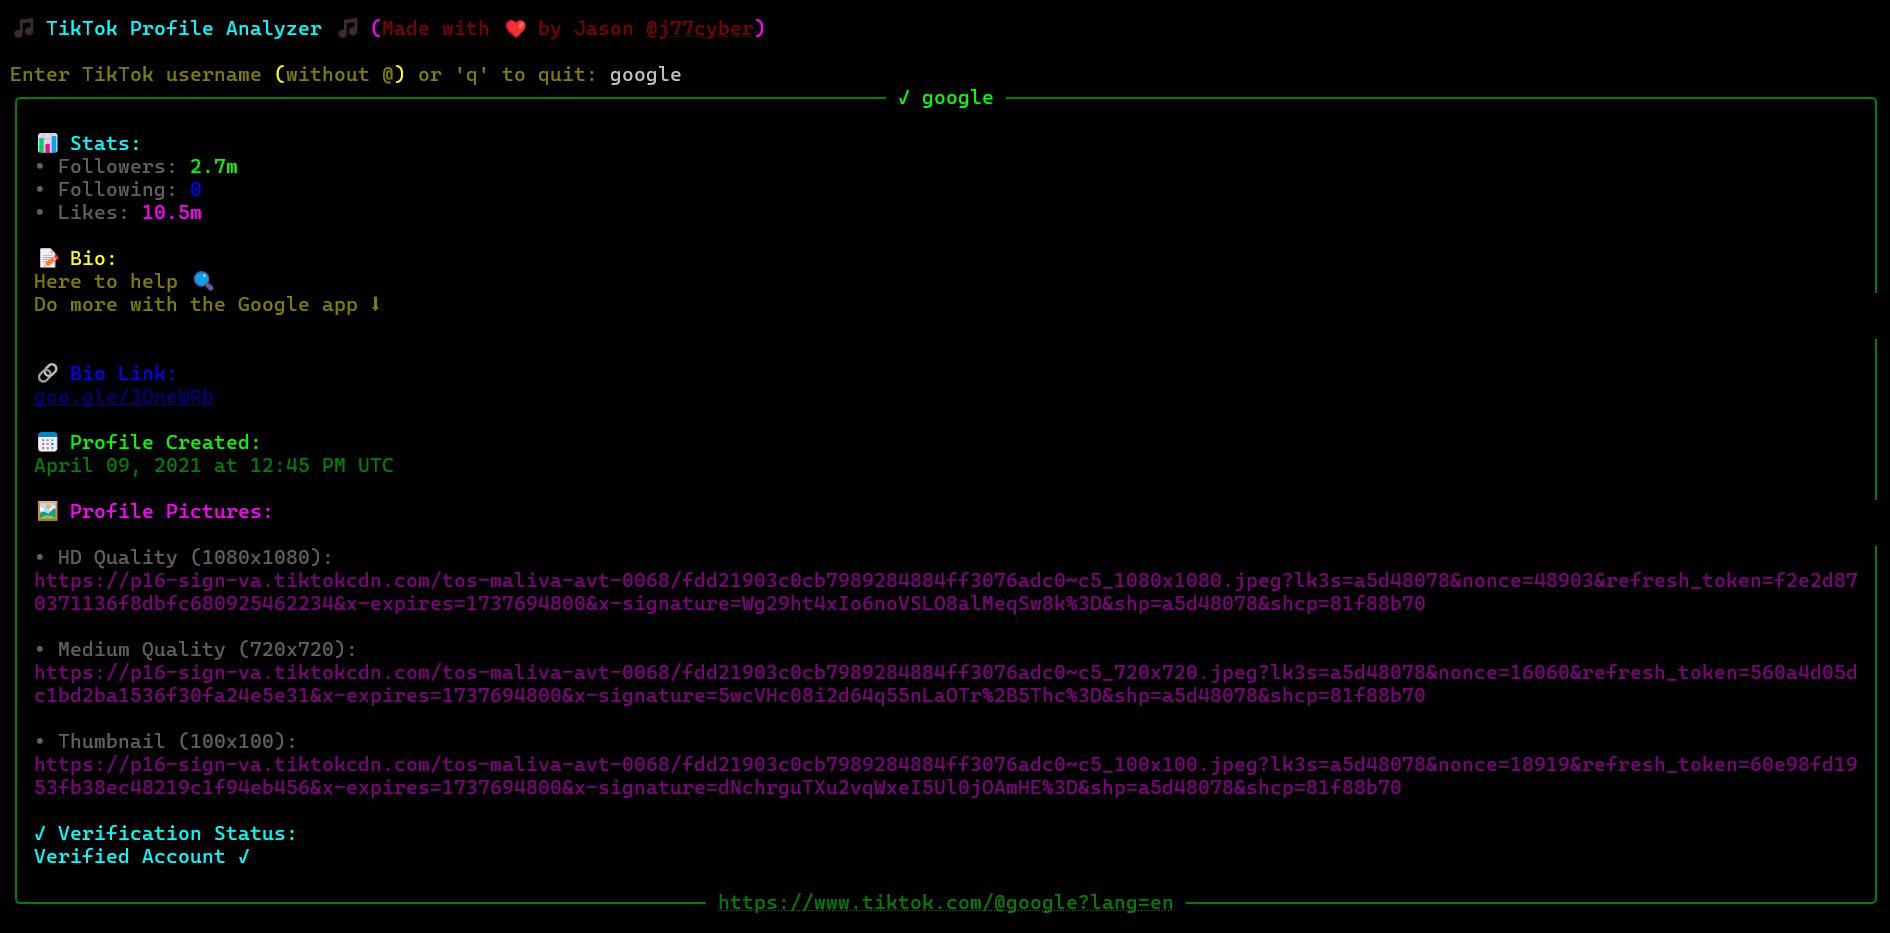 🎵 TikTok Profile Analyzer 🎵 (Made with ❤️ by Jason @j77cyber)
Enter TikTok username (without @) or 'q' to quit: google
✓ google
📊 Stats:
• Followers: 2.7m
• Following: 0
• Likes: 10.5m
📝 Bio:
Here to help 🔍
Do more with the Google app ⬇
🔗 Bio Link:
goo.gle/3DneWRb
📅 Profile Created:
April 09, 2021 at 12:45 PM UTC
🖼️ Profile Pictures:
• HD Quality (1080x1080):
https://p16-sign-va.tiktokcdn.com/tos-maliva-avt-0068/fdd21903c0cb7989284884ff3076adc0~c5_1080x1080.jpeg?lk3s=a5d48078&nonce=48903&refresh_token=f2e2d87
0371136f8dbfc680925462234&x-expires=1737694800&x-signature=Wg29ht4xIo6noVSLO8alMeqSw8k%3D&shp=a5d48078&shcp=81f88b70
• Medium Quality (720x720):
https://p16-sign-va.tiktokcdn.com/tos-maliva-avt-0068/fdd21903c0cb7989284884ff3076adc0~c5_720x720.jpeg?lk3s=a5d48078&nonce=16060&refresh_token=560a4d05d
c1bd2ba1536f30fa24e5e31&x-expires=1737694800&x-signature=5wcVHc08i2d64q55nLaOTr%2B5Thc%3D&shp=a5d48078&shcp=81f88b70
• Thumbnail (100x100):
https://p16-sign-va.tiktokcdn.com/tos-maliva-avt-0068/fdd21903c0cb7989284884ff3076adc0~c5_100x100.jpeg?lk3s=a5d48078&nonce=18919&refresh_token=60e98fd19
53fb38ec48219c1f94eb456&x-expires=1737694800&x-signature=dNchrguTXu2vqWxeI5Ul0jOAmHE%3D&shp=a5d48078&shcp=81f88b70
✓ Verification Status:
Verified Account ✓
https://www.tiktok.com/@google?lang=en